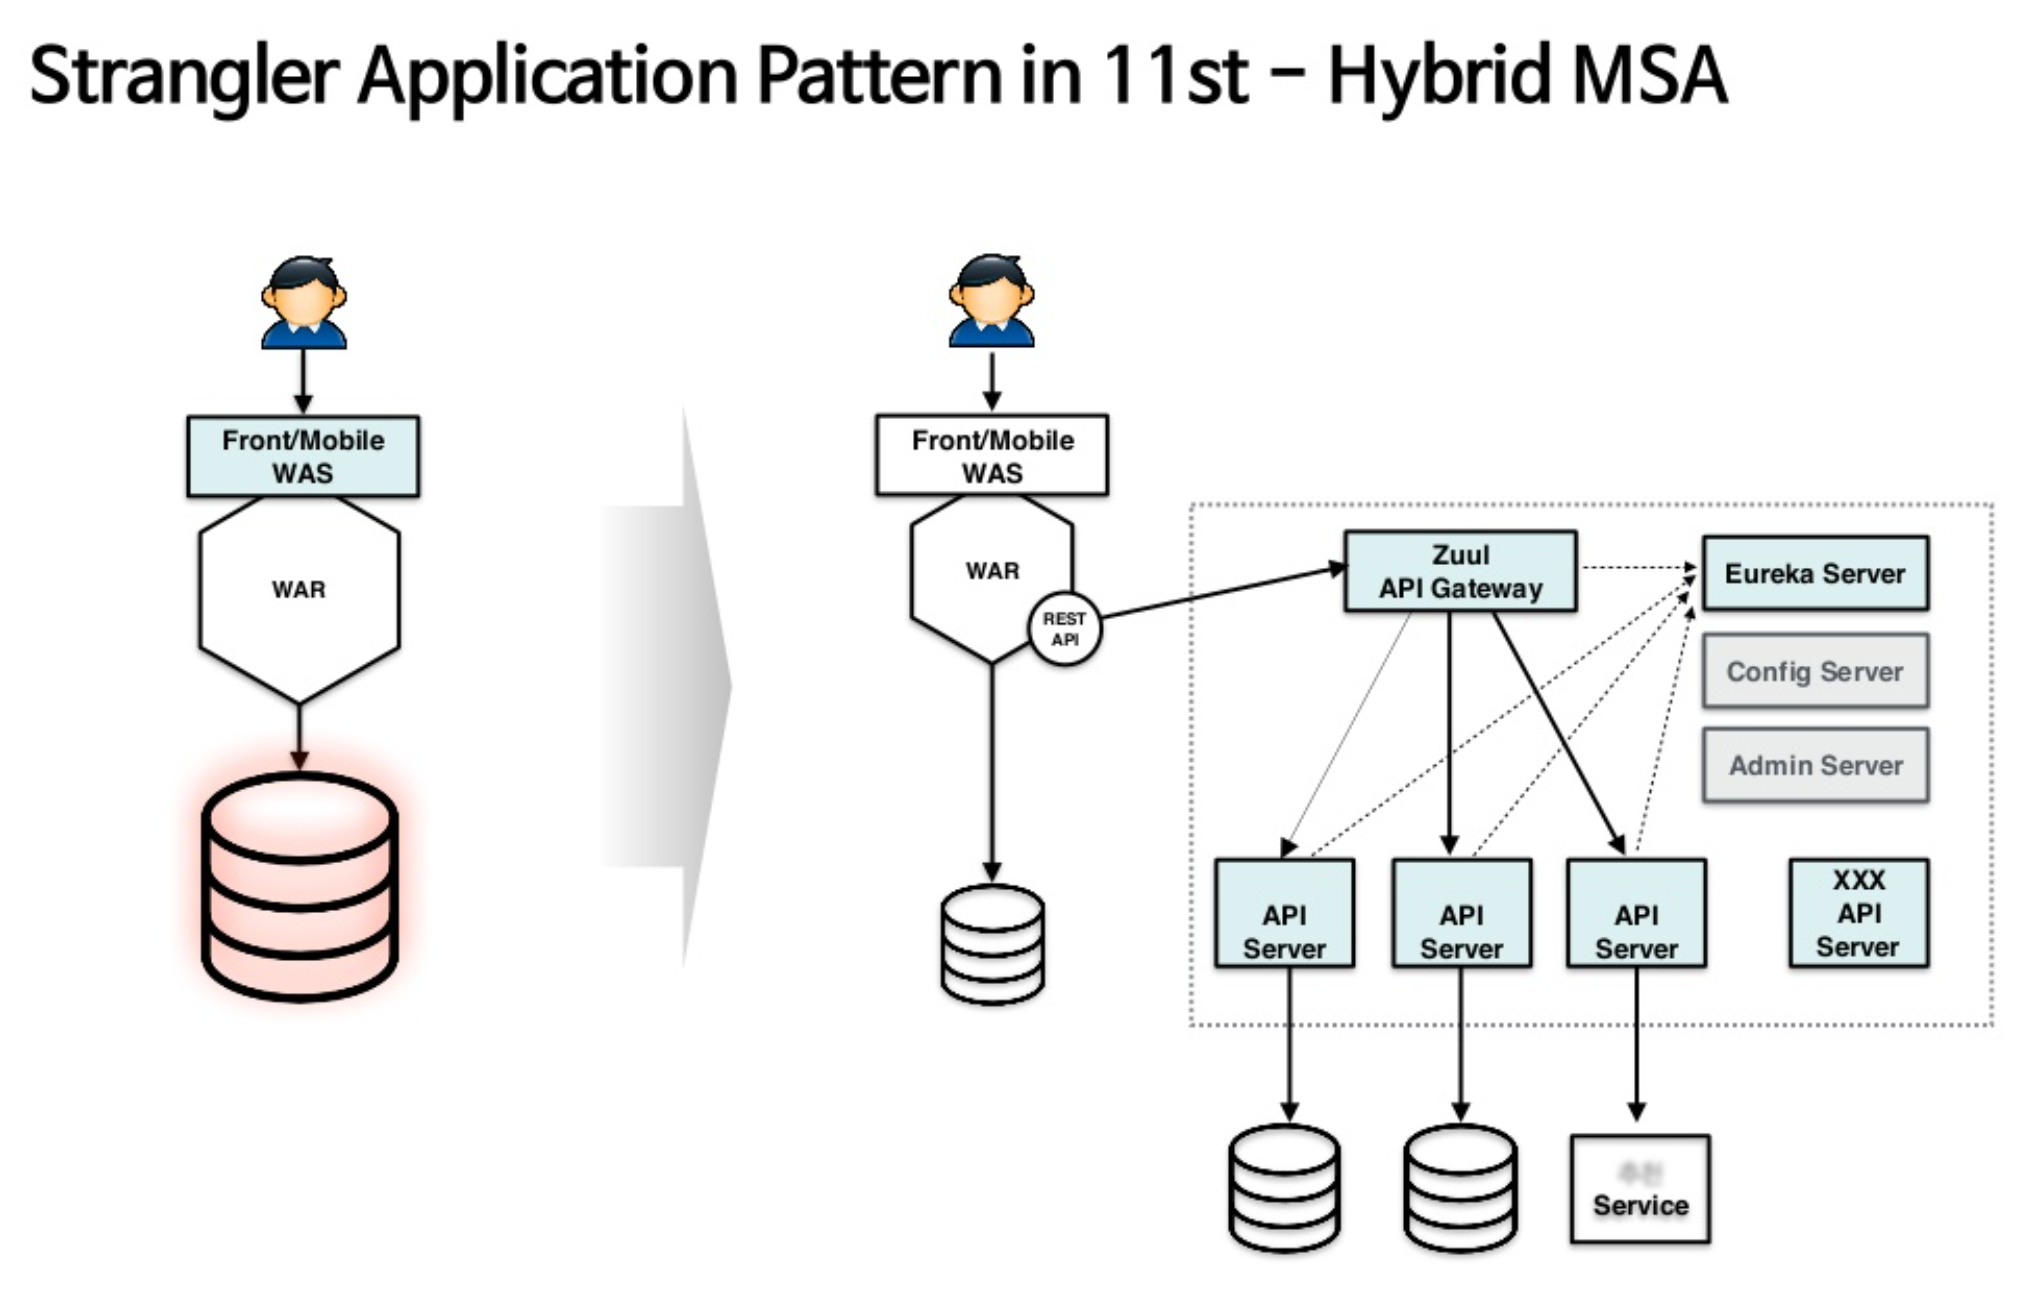 Strangler Application Pattern in 11st - Hybrid MSA
Front/Mobile
WAS
WAR
Front/Mobile
WAS
WAR
REST
API
Zuul
API Gateway
Eureka Server
Config Server
Admin Server
API
Server
API
Server
API
Server
XXX
API
Server
Service